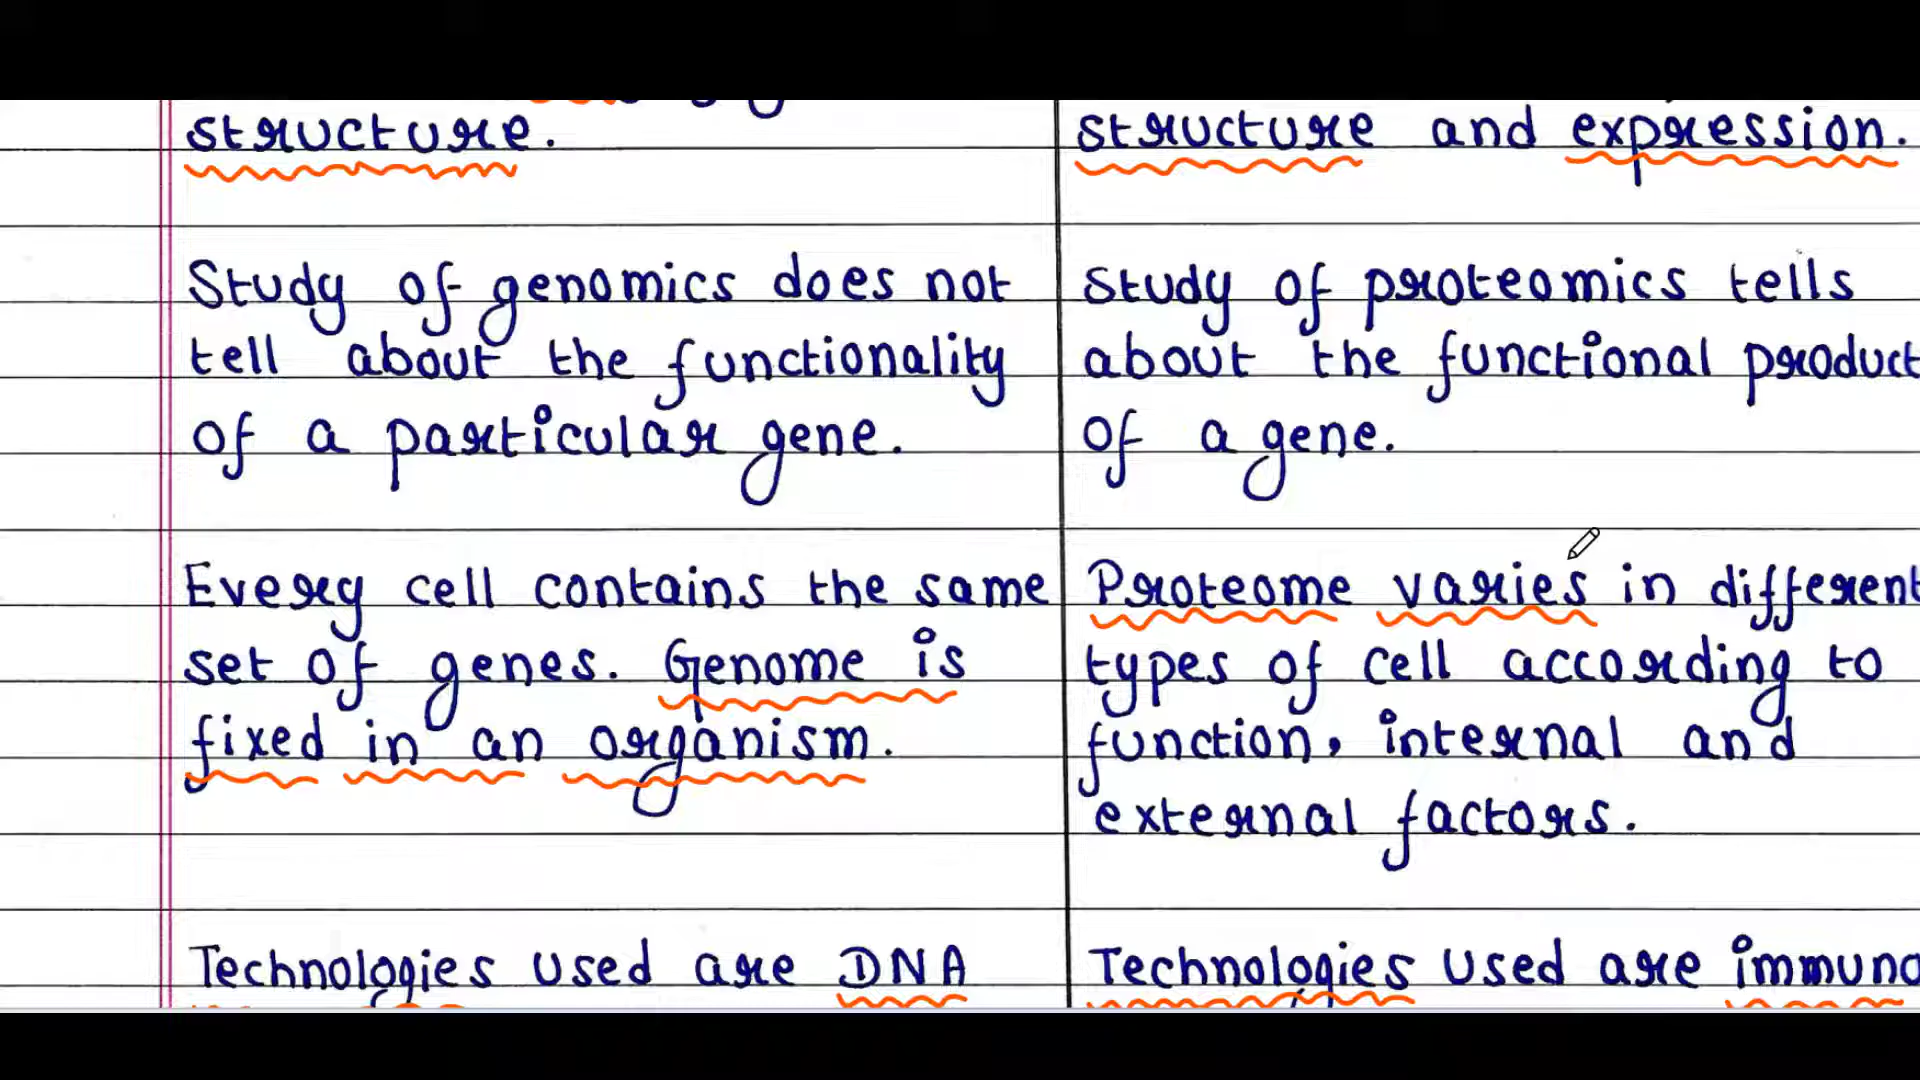 structure.
Study of genomics does not
tell about the functionality
of a particular gene.
Every cell contains the same
set of genes. Genome is
fixed in an organism.
Technologies used are DNA
structure and expression.
Study of proteomics tells
about the functional product
of a gene.
Proteome varies in different
types of cell according to
function, internal and
external factors.
Technologies used are immuno